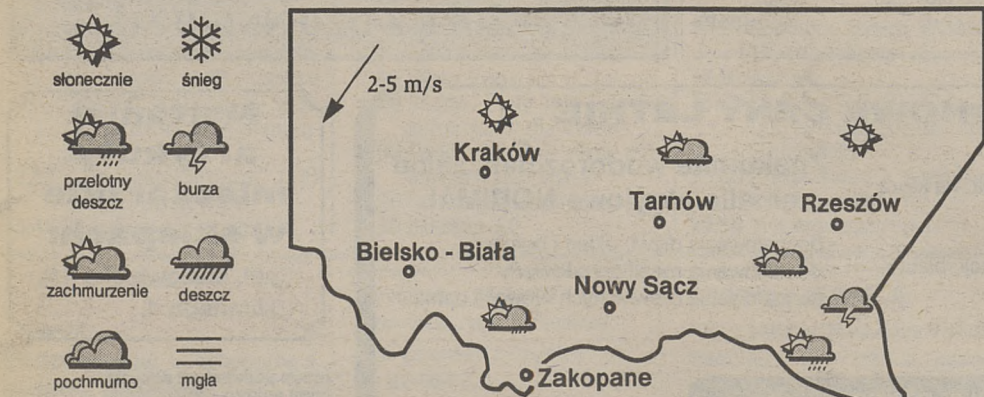 słonecznie
śnieg
przelotny
deszcz
burza
zachmurzenie
deszcz
pochmurno
mgła
2-5 m/s
Kraków
Tarnów
Rzeszów
Bielsko - Biała
Nowy Sącz
Zakopane